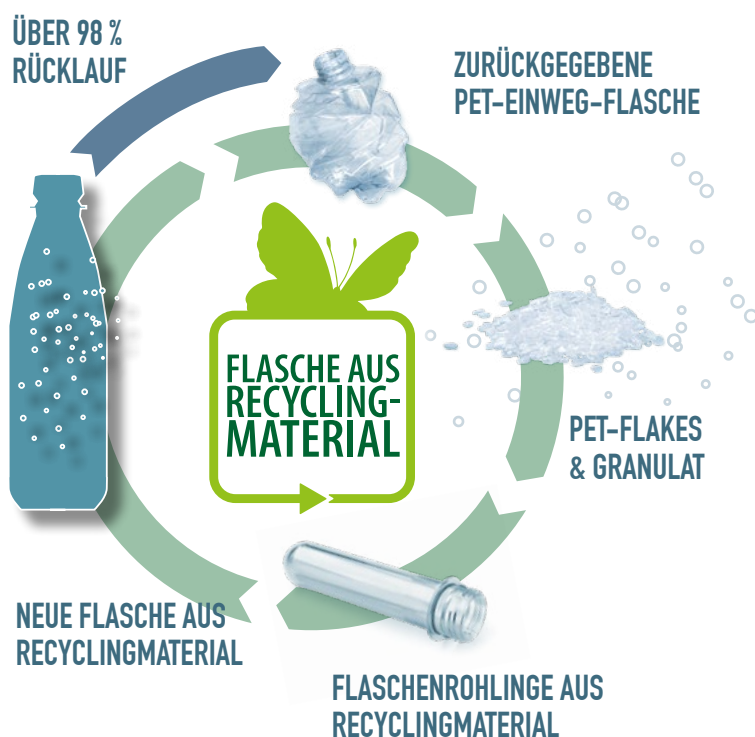 ÜBER 98 %
RÜCKLAUF
ZURÜCKGEGEBENE
PET-EINWEG-FLASCHE
FLASCHE AUS
RECYCLING-
MATERIAL
PET-FLAKES
& GRANULAT
NEUE FLASCHE AUS
RECYCLINGMATERIAL
FLASCHENROHLINGE AUS
RECYCLINGMATERIAL